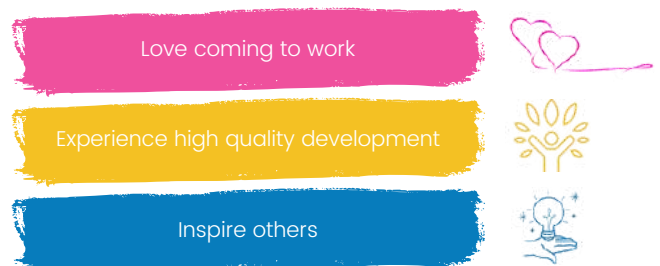 Love coming to work
Experience high quality development
Inspire others